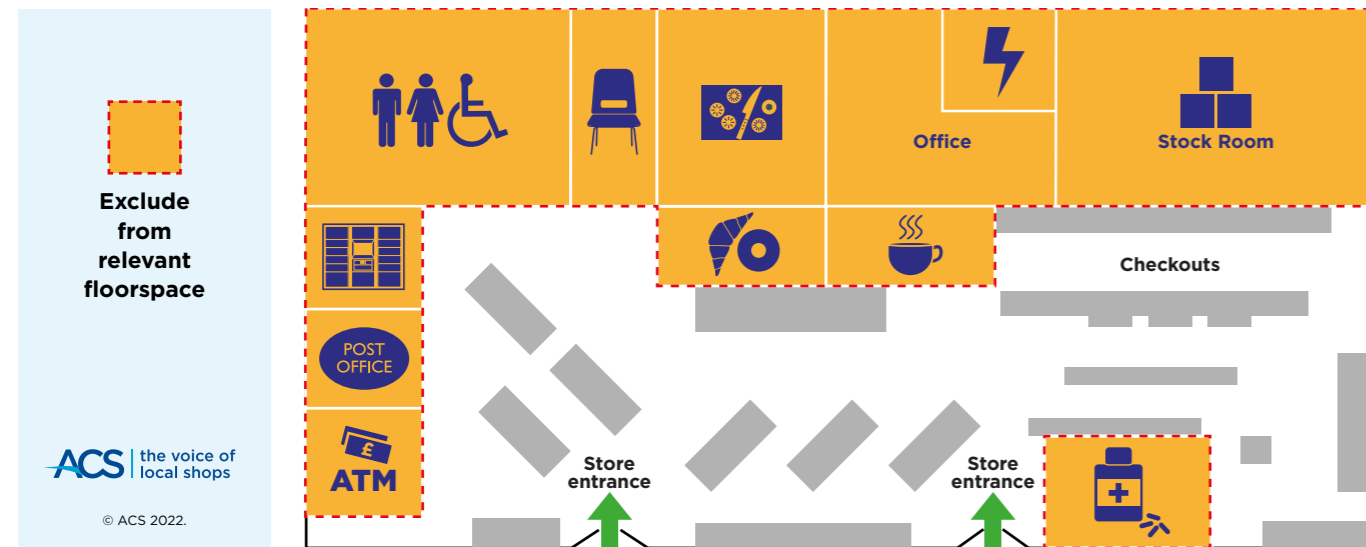 Exclude
from
relevant
floorspace
ACS
the voice of
local shops
© ACS 2022.
Office
Stock Room
POST
OFFICE
£
ATM
Checkouts
Store
entrance
Store
entrance